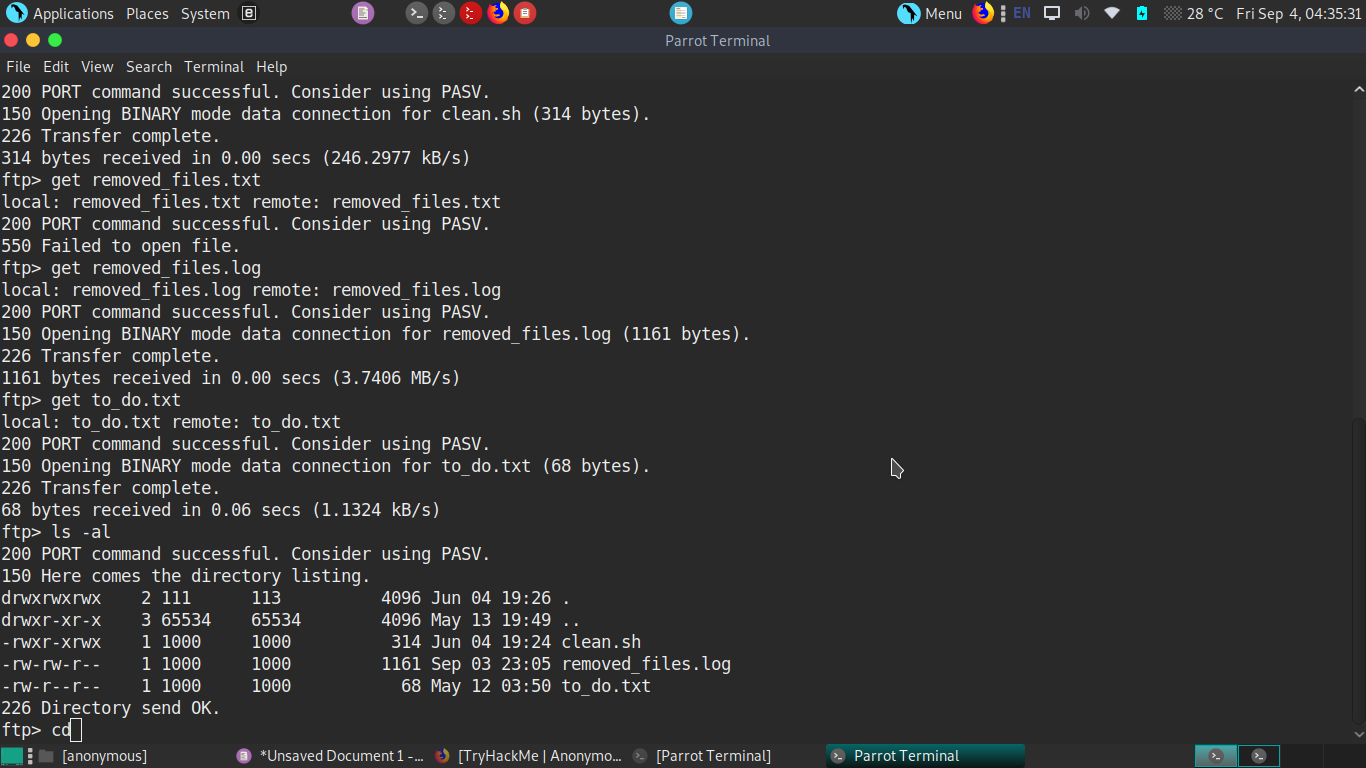 Applications Places System
Menu EN 28 °C Fri Sep 4, 04:35:31
Parrot Terminal
File Edit View Search Terminal Help
200 PORT command successful. Consider using PASV.
150 Opening BINARY mode data connection for clean.sh (314 bytes).
226 Transfer complete.
314 bytes received in 0.00 secs (246.2977 kB/s)
ftp> get removed_files.txt
local: removed_files.txt remote: removed_files.txt
200 PORT command successful. Consider using PASV.
550 Failed to open file.
ftp> get removed_files.log
local: removed_files.log remote: removed_files.log
200 PORT command successful. Consider using PASV.
150 Opening BINARY mode data connection for removed_files.log (1161 bytes).
226 Transfer complete.
1161 bytes received in 0.00 secs (3.7406 MB/s)
ftp> get to_do.txt
local: to_do.txt remote: to_do.txt
200 PORT command successful. Consider using PASV.
150 Opening BINARY mode data connection for to_do.txt (68 bytes).
226 Transfer complete.
68 bytes received in 0.06 secs (1.1324 kB/s)
ftp> ls -al
200 PORT command successful. Consider using PASV.
150 Here comes the directory listing.
drwxrwxrwx    2 111      113          4096 Jun 04 19:26 .
drwxr-xr-x    3 65534    65534        4096 May 13 19:49 ..
-rwxr-xrwx    1 1000     1000          314 Jun 04 19:24 clean.sh
-rw-rw-r--    1 1000     1000         1161 Sep 03 23:05 removed_files.log
-rw-r--r--    1 1000     1000           68 May 12 03:50 to_do.txt
226 Directory send OK.
ftp> cd
[anonymous] *Unsaved Document 1 -... [TryHackMe | Anonymo... [Parrot Terminal] Parrot Terminal